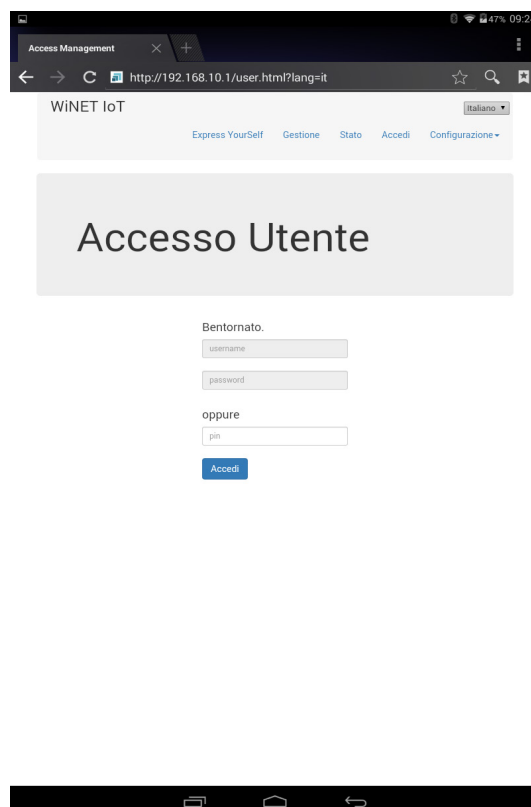 47% 09:2
Access Management
http://192.168.10.1/user.html?lang=it
WiNET IoT
Italiano
Express YourSelf Gestione Stato Accedi Configurazione
Accesso Utente
Bentornato.
username
password
oppure
pin
Accedi